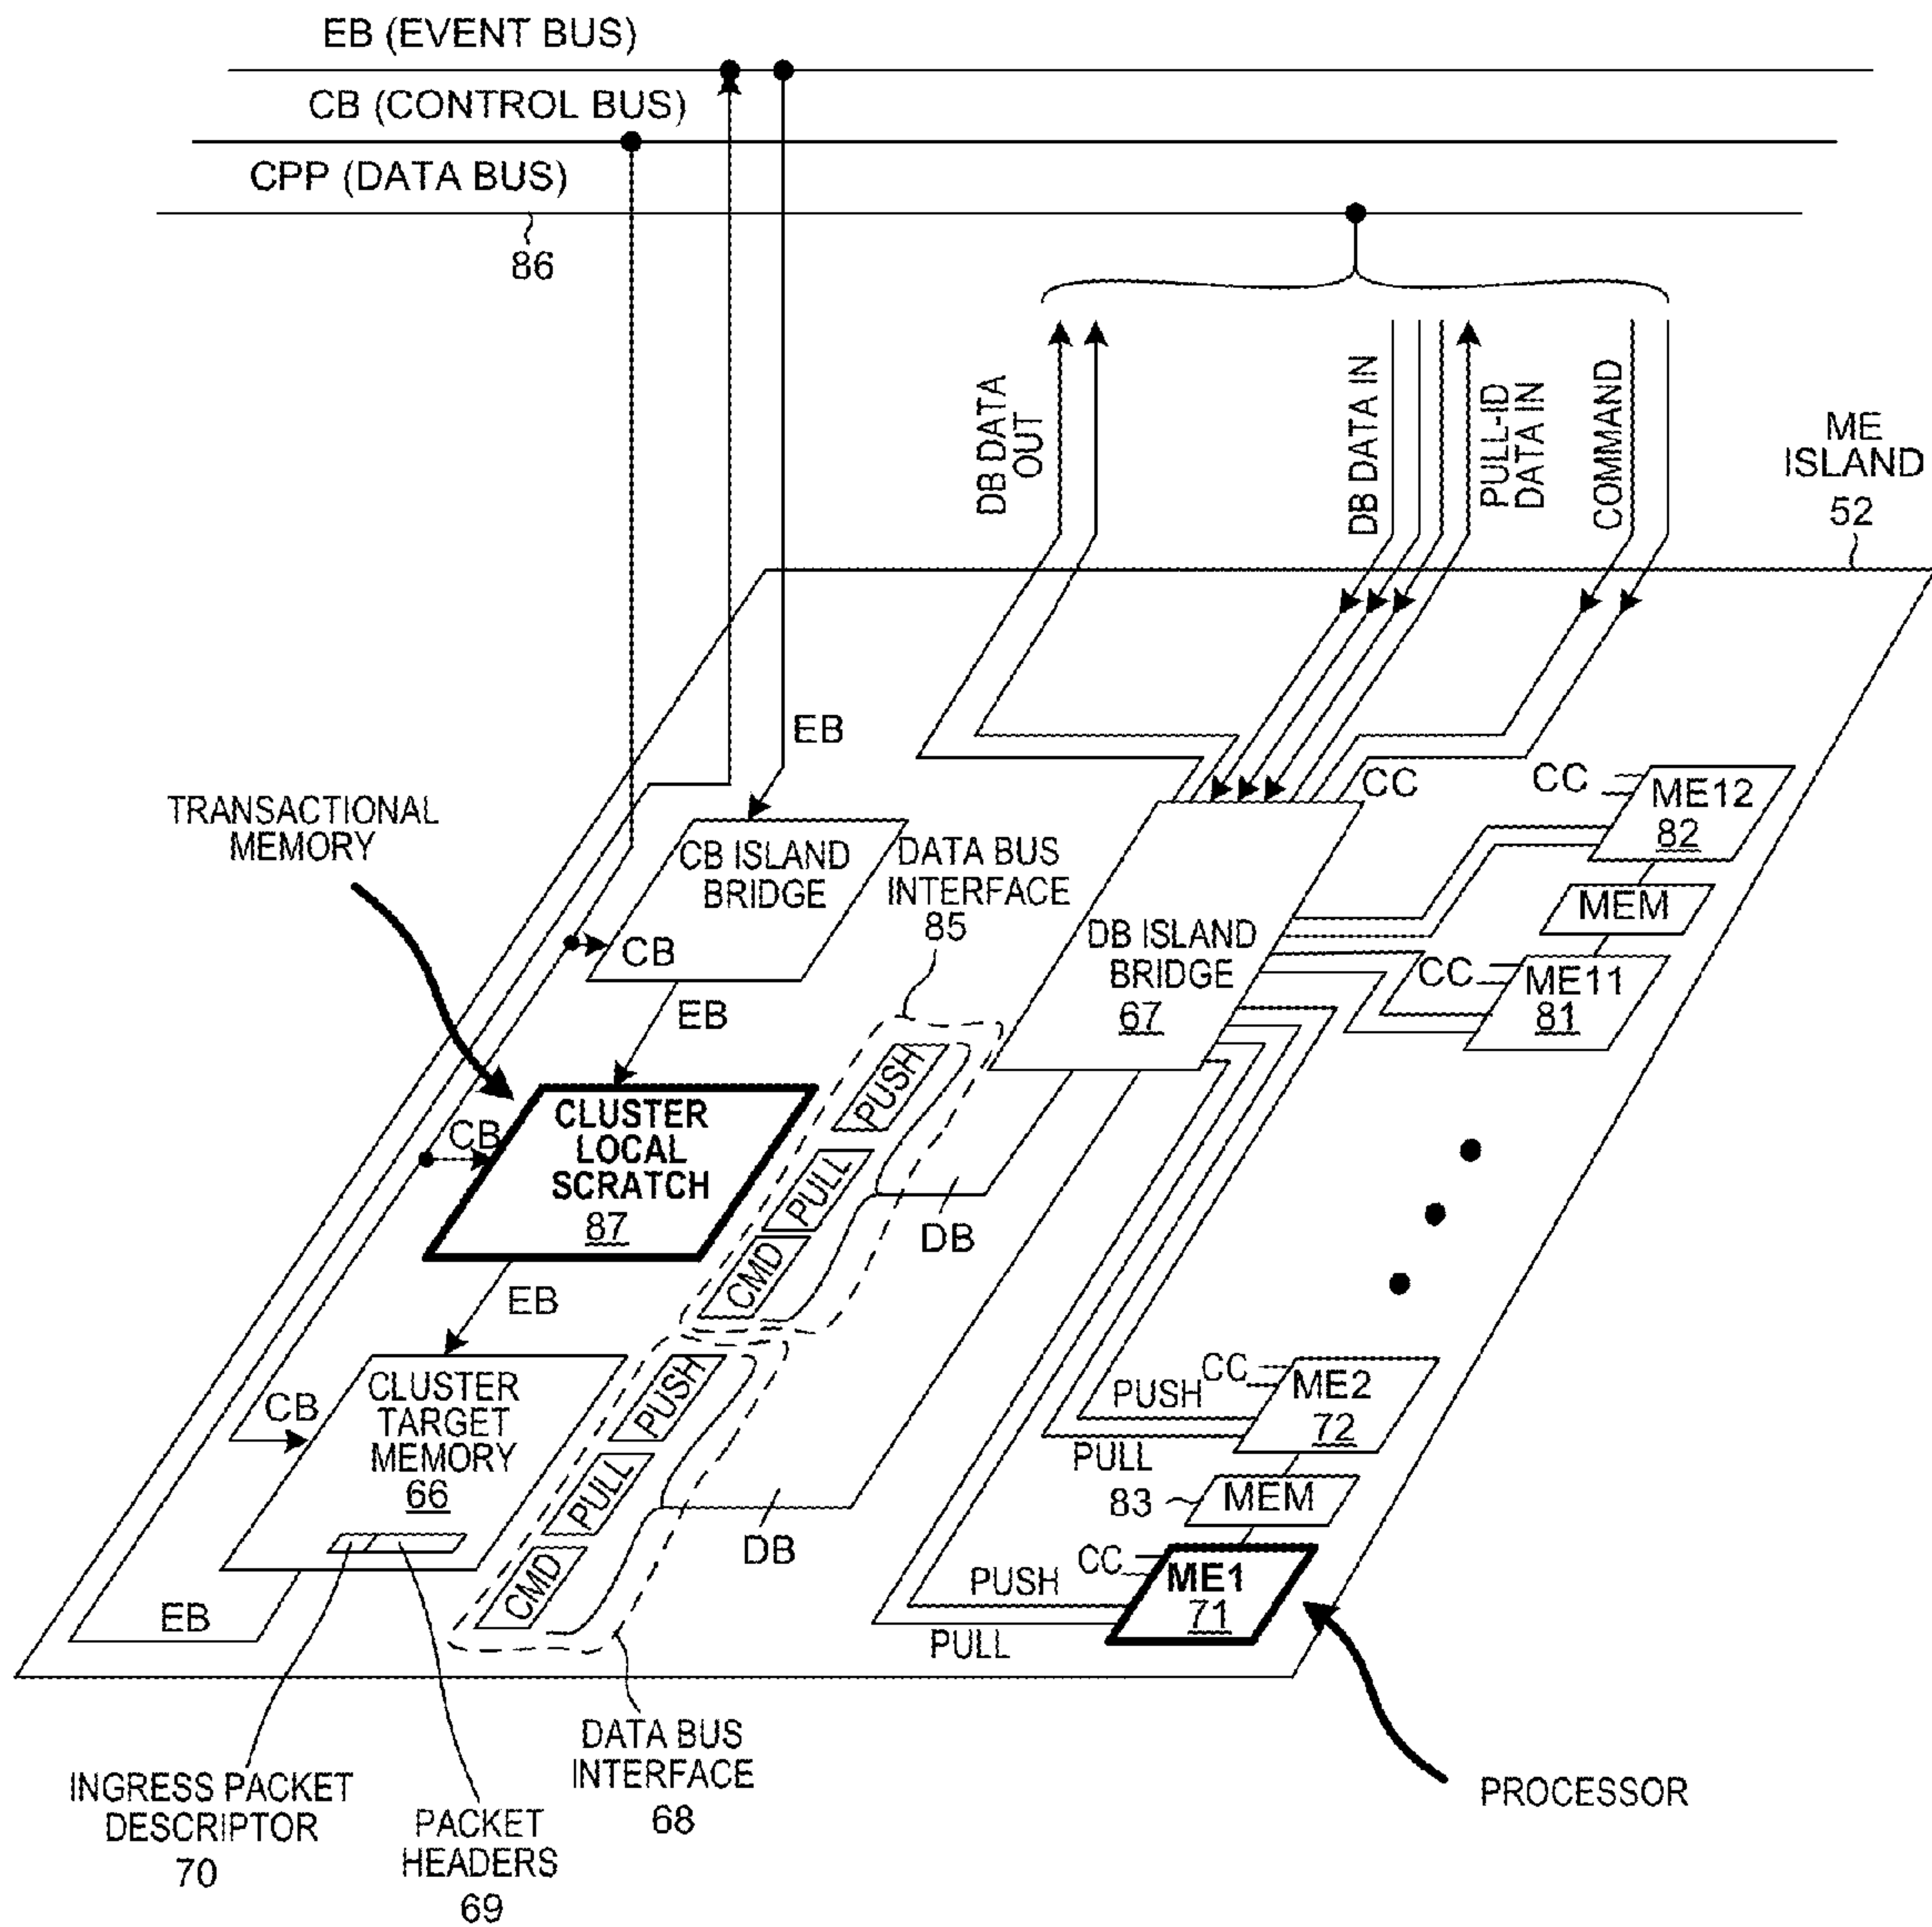 EB (EVENT BUS)
CB (CONTROL BUS)
CPP (DATA BUS)
86
DB DATA
OUT
DB DATA IN
PULL-ID
DATA IN
COMMAND
ME
ISLAND
52
EB
TRANSACTIONAL
MEMORY
CB ISLAND
BRIDGE
CB
DATA BUS
INTERFACE
85
CC
DB ISLAND
BRIDGE
67
CC
ME12
82
MEM
CC
ME11
81
EB
CB
CLUSTER
LOCAL
SCRATCH
87
PUSH
PULL
CMD
DB
EB
CB
CLUSTER
TARGET
MEMORY
66
PUSH
PULL
CMD
DB
EB
PUSH
CC
ME2
72
PULL
83
MEM
CC
PUSH
ME1
71
PULL
INGRESS PACKET
DESCRIPTOR
70
PACKET
HEADERS
69
DATA BUS
INTERFACE
68
PROCESSOR